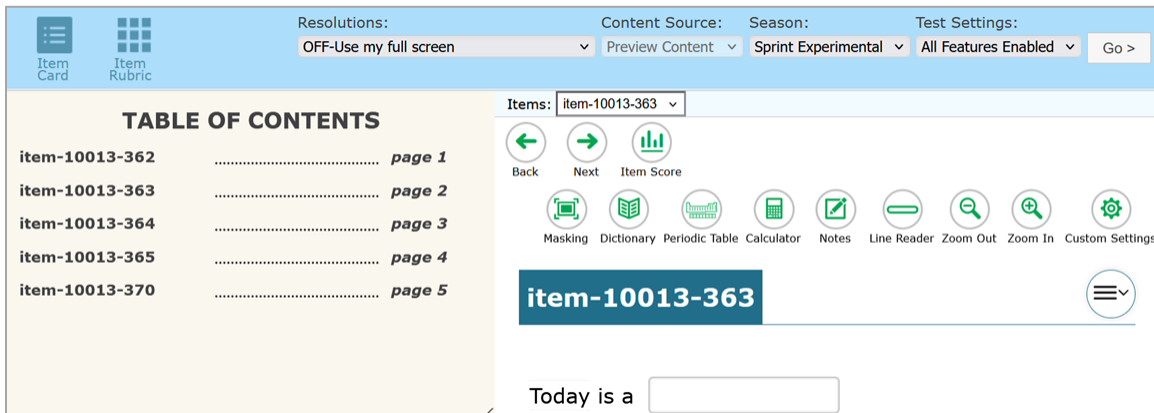 Resolutions: Content Source: Season: Test Settings:
OFF-Use my full screen Preview Content Sprint Experimental All Features Enabled Go >
Item Card
Item Rubric
TABLE OF CONTENTS
item-10013-362 ....................................... page 1
item-10013-363 ....................................... page 2
item-10013-364 ....................................... page 3
item-10013-365 ....................................... page 4
item-10013-370 ....................................... page 5
Items: item-10013-363
Back Next Item Score
Masking Dictionary Periodic Table Calculator Notes Line Reader Zoom Out Zoom In Custom Settings
item-10013-363
Today is a